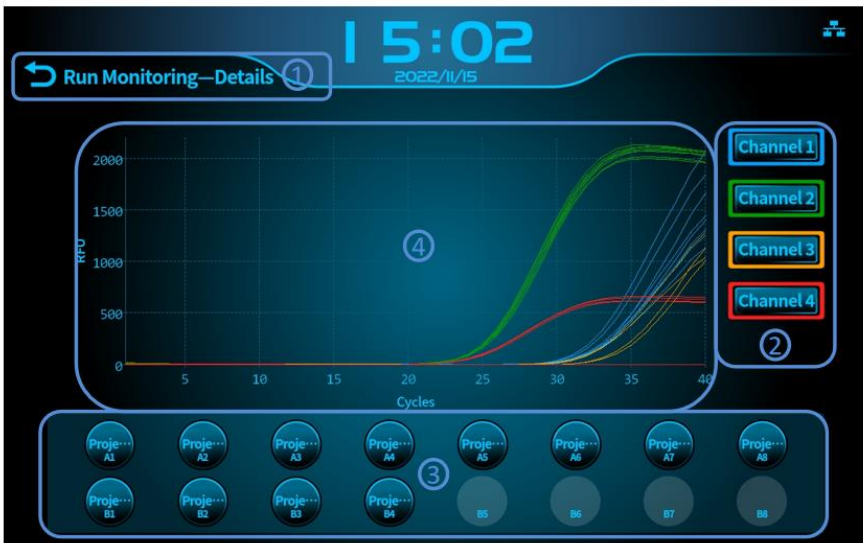 15:02
2022/11/15
Run Monitoring—Details ①
Channel 1
Channel 2
Channel 3
Channel 4
②
2000
1500
1000
500
0
RFU
④
5 10 15 20 25 30 35 40
Cycles
Proje··· Proje··· Proje··· Proje··· Proje··· Proje··· Proje··· Proje···
A1 A2 A3 A4 A5 A6 A7 A8
③
Proje··· Proje··· Proje··· Proje···
B1 B2 B3 B4 B5 B6 B7 B8